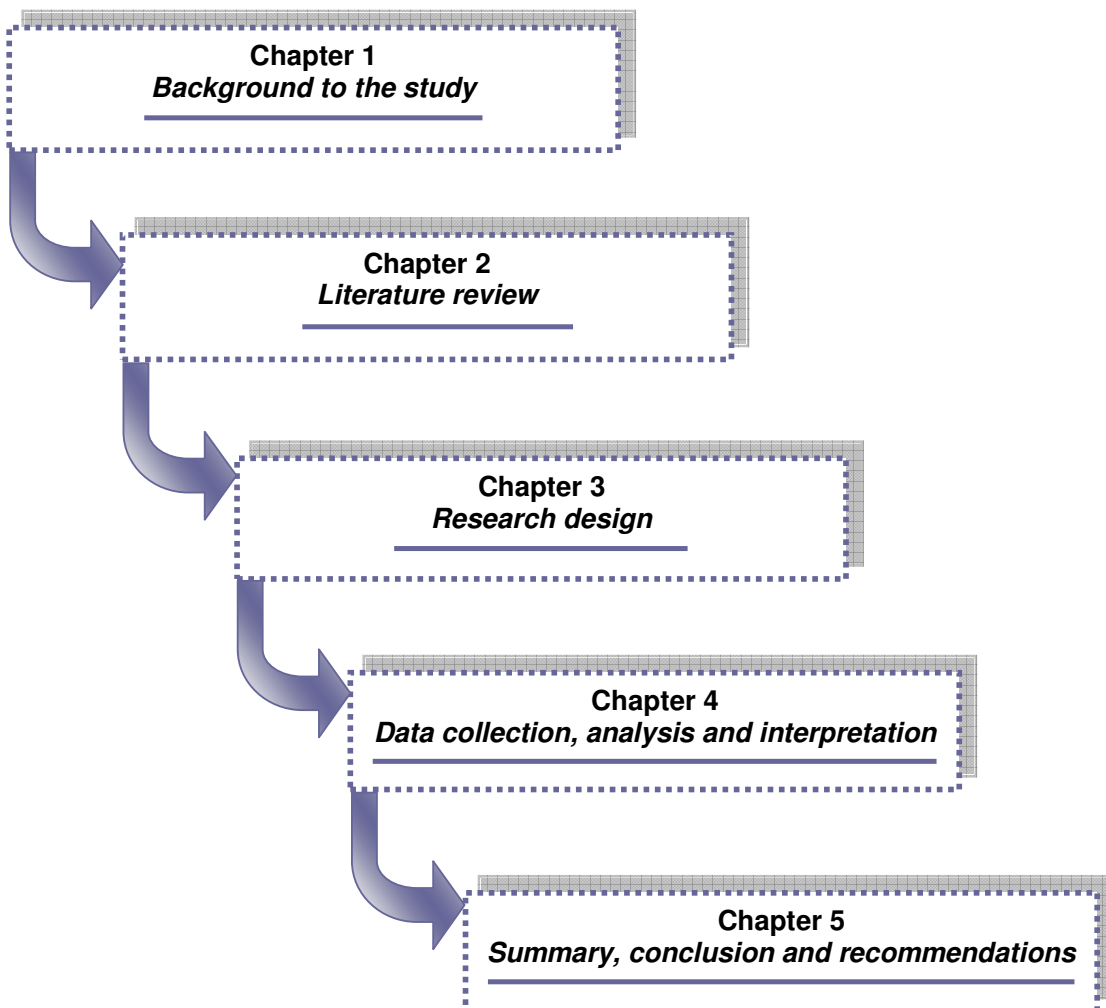 Chapter 1
Background to the study
Chapter 2
Literature review
Chapter 3
Research design
Chapter 4
Data collection, analysis and interpretation
Chapter 5
Summary, conclusion and recommendations